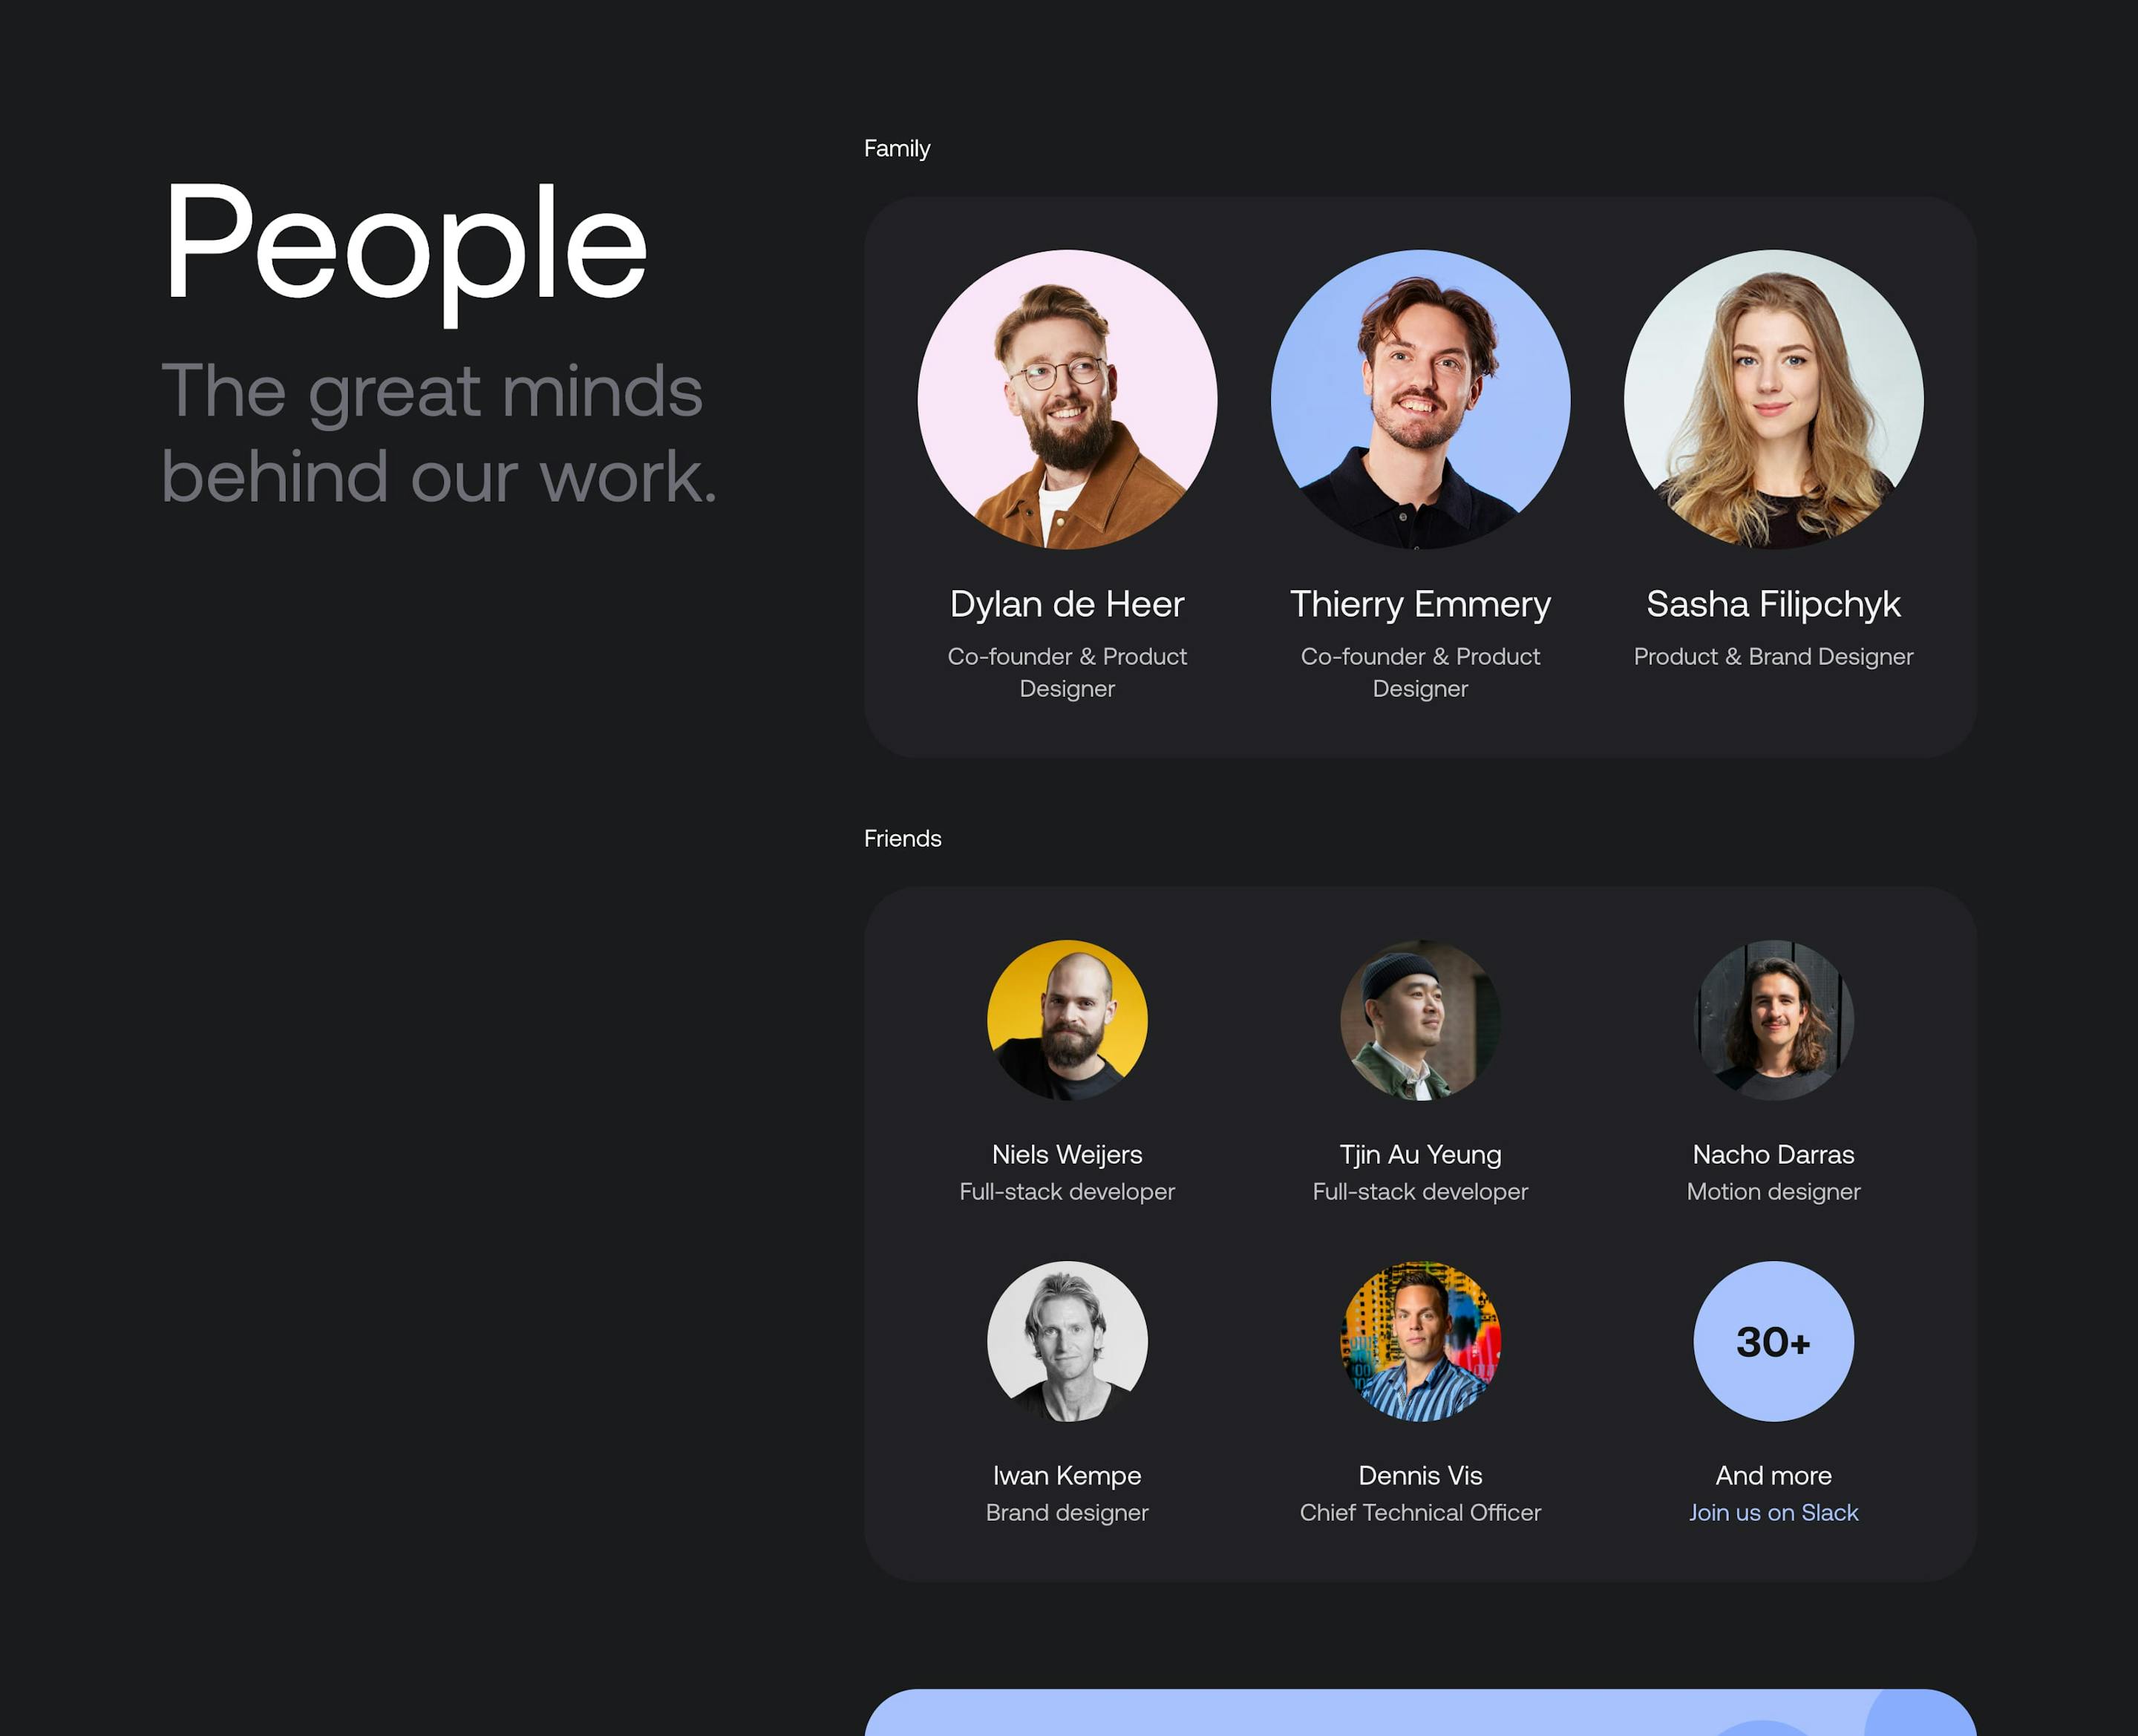 People
The great minds
behind our work.
Family
Dylan de Heer
Co-founder & Product
Designer
Thierry Emmery
Co-founder & Product
Designer
Sasha Filipchyk
Product & Brand Designer
Friends
Niels Weijers
Full-stack developer
Tjin Au Yeung
Full-stack developer
Nacho Darras
Motion designer
Iwan Kempe
Brand designer
Dennis Vis
Chief Technical Officer
30+
And more
Join us on Slack